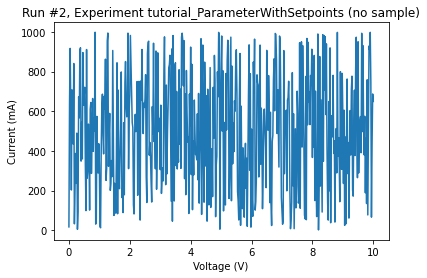 Run #2, Experiment tutorial_ParameterWithSetpoints (no sample)
1000
800
600
400
200
0
Current (mA)
0 2 4 6 8 10
Voltage (V)